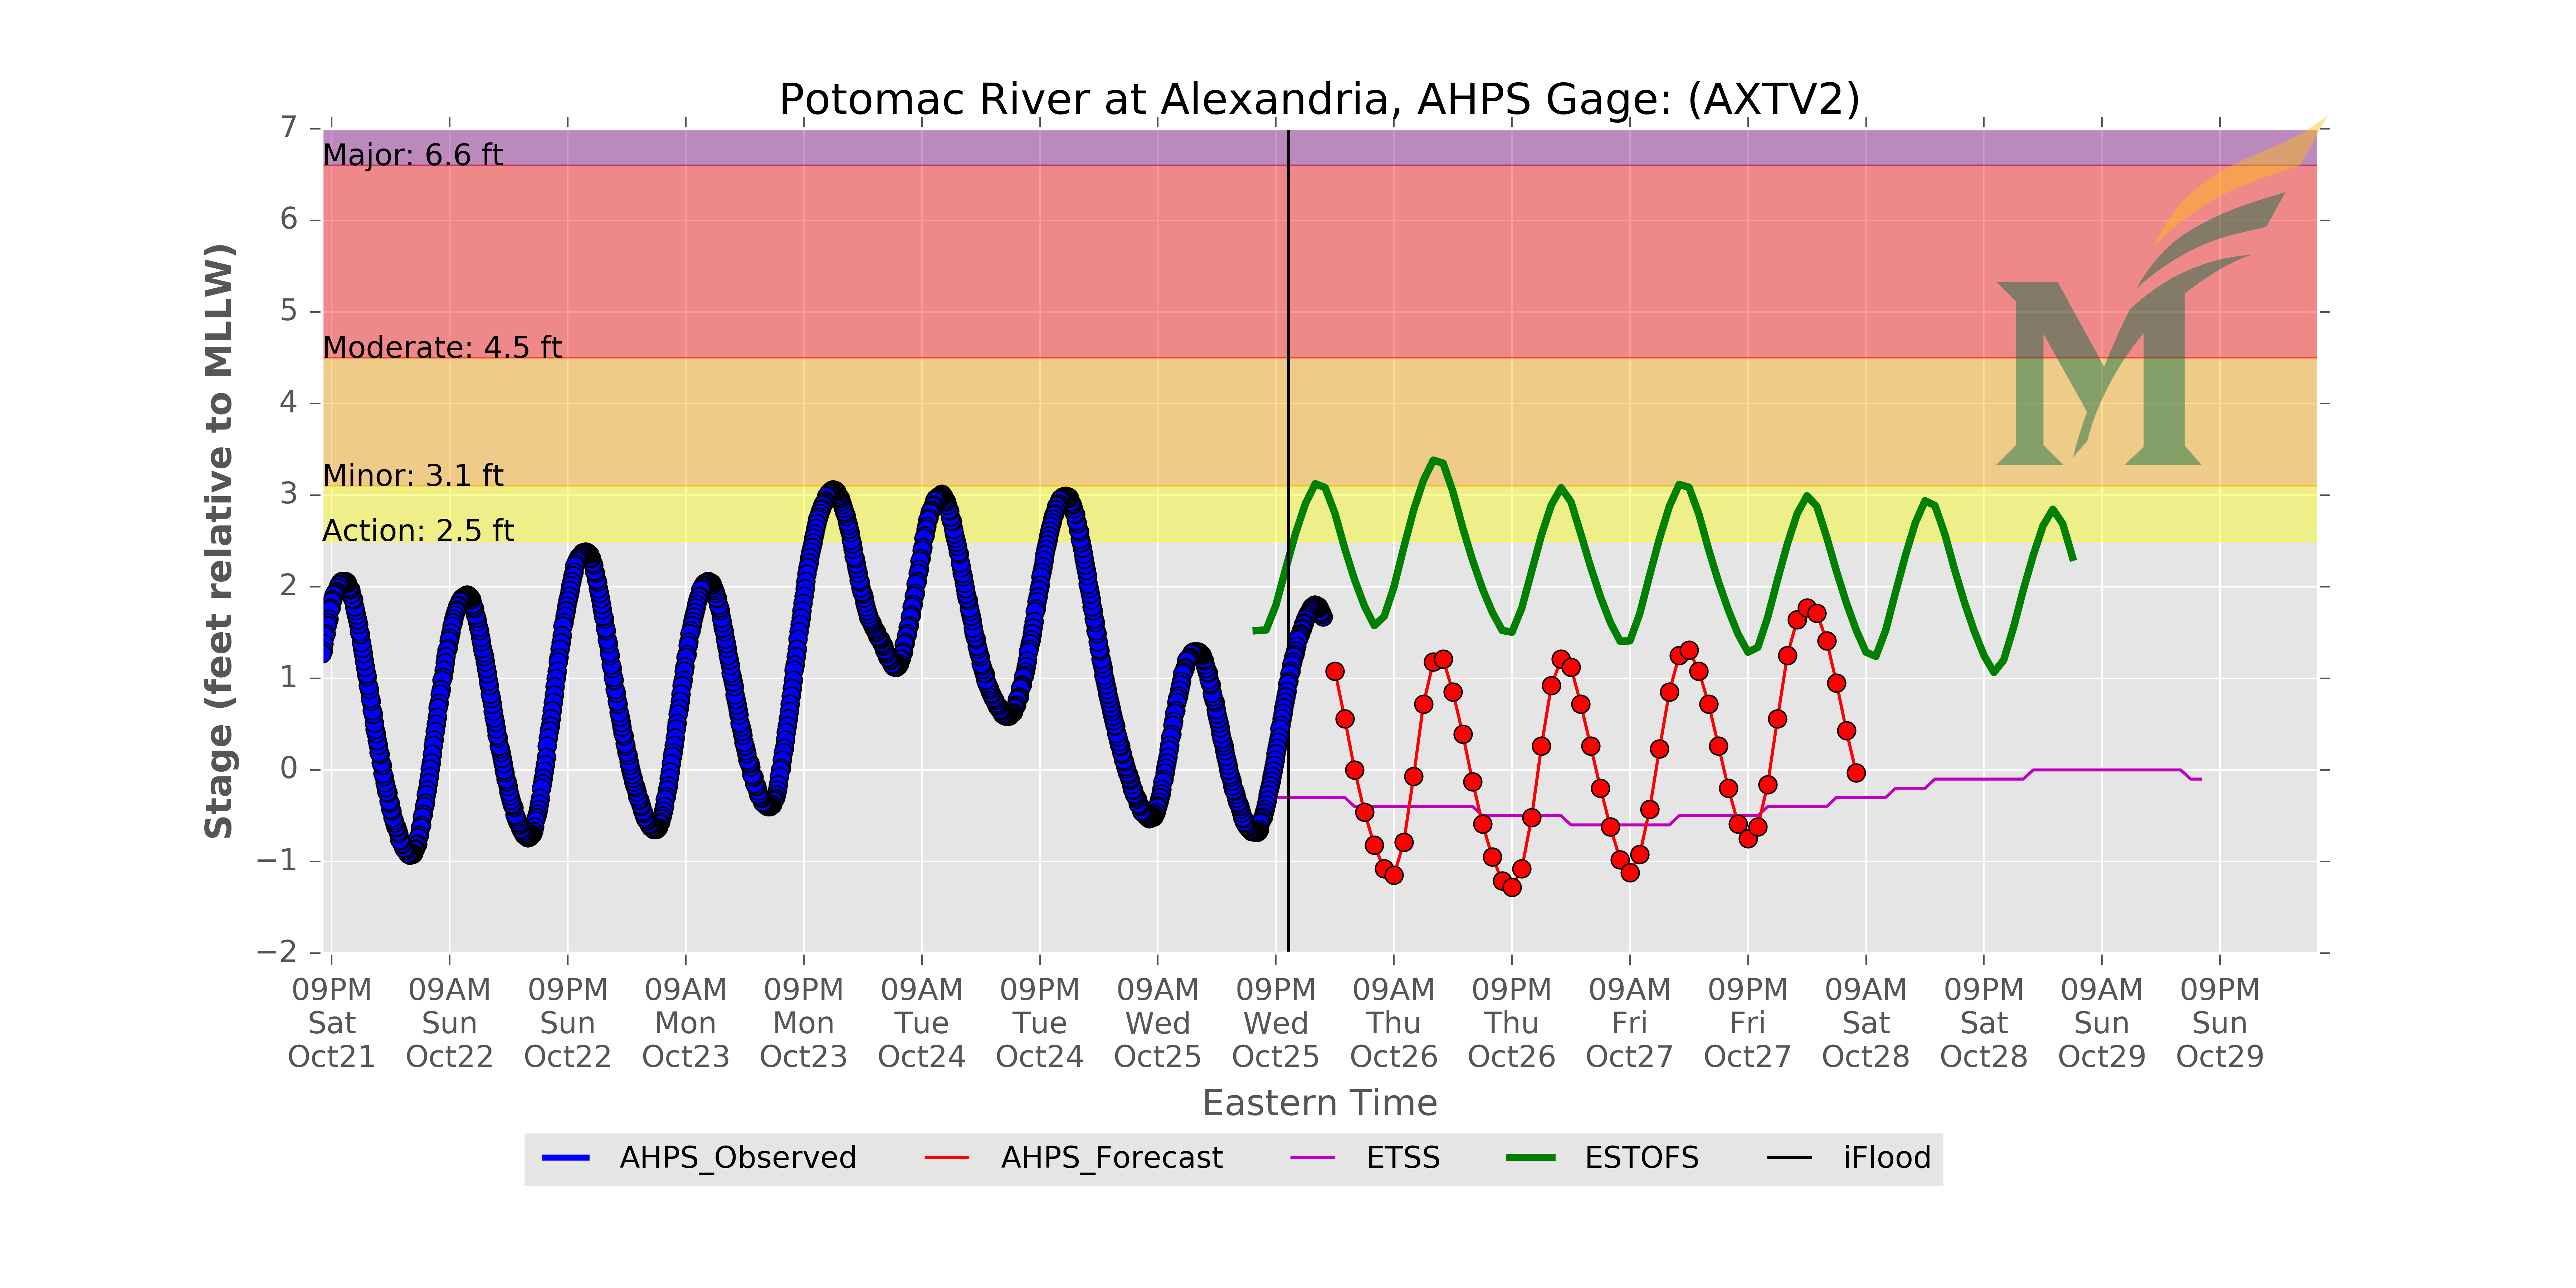 Potomac River at Alexandria, AHPS Gage: (AXTV2)
Stage (feet relative to MLLW)
7
6
5
4
3
2
1
0
−1
−2
Major: 6.6 ft
Moderate: 4.5 ft
Minor: 3.1 ft
Action: 2.5 ft
09PM 09AM 09PM 09AM 09PM 09AM 09PM 09AM 09PM 09AM 09PM 09AM 09PM 09AM 09PM 09AM 09PM
Sat Sun Sun Mon Mon Tue Tue Wed Wed Thu Thu Fri Fri Sat Sat Sun Sun
Oct21 Oct22 Oct22 Oct23 Oct23 Oct24 Oct24 Oct25 Oct25 Oct26 Oct26 Oct27 Oct27 Oct28 Oct28 Oct29 Oct29
Eastern Time
AHPS_Observed AHPS_Forecast ETSS ESTOFS iFlood
M